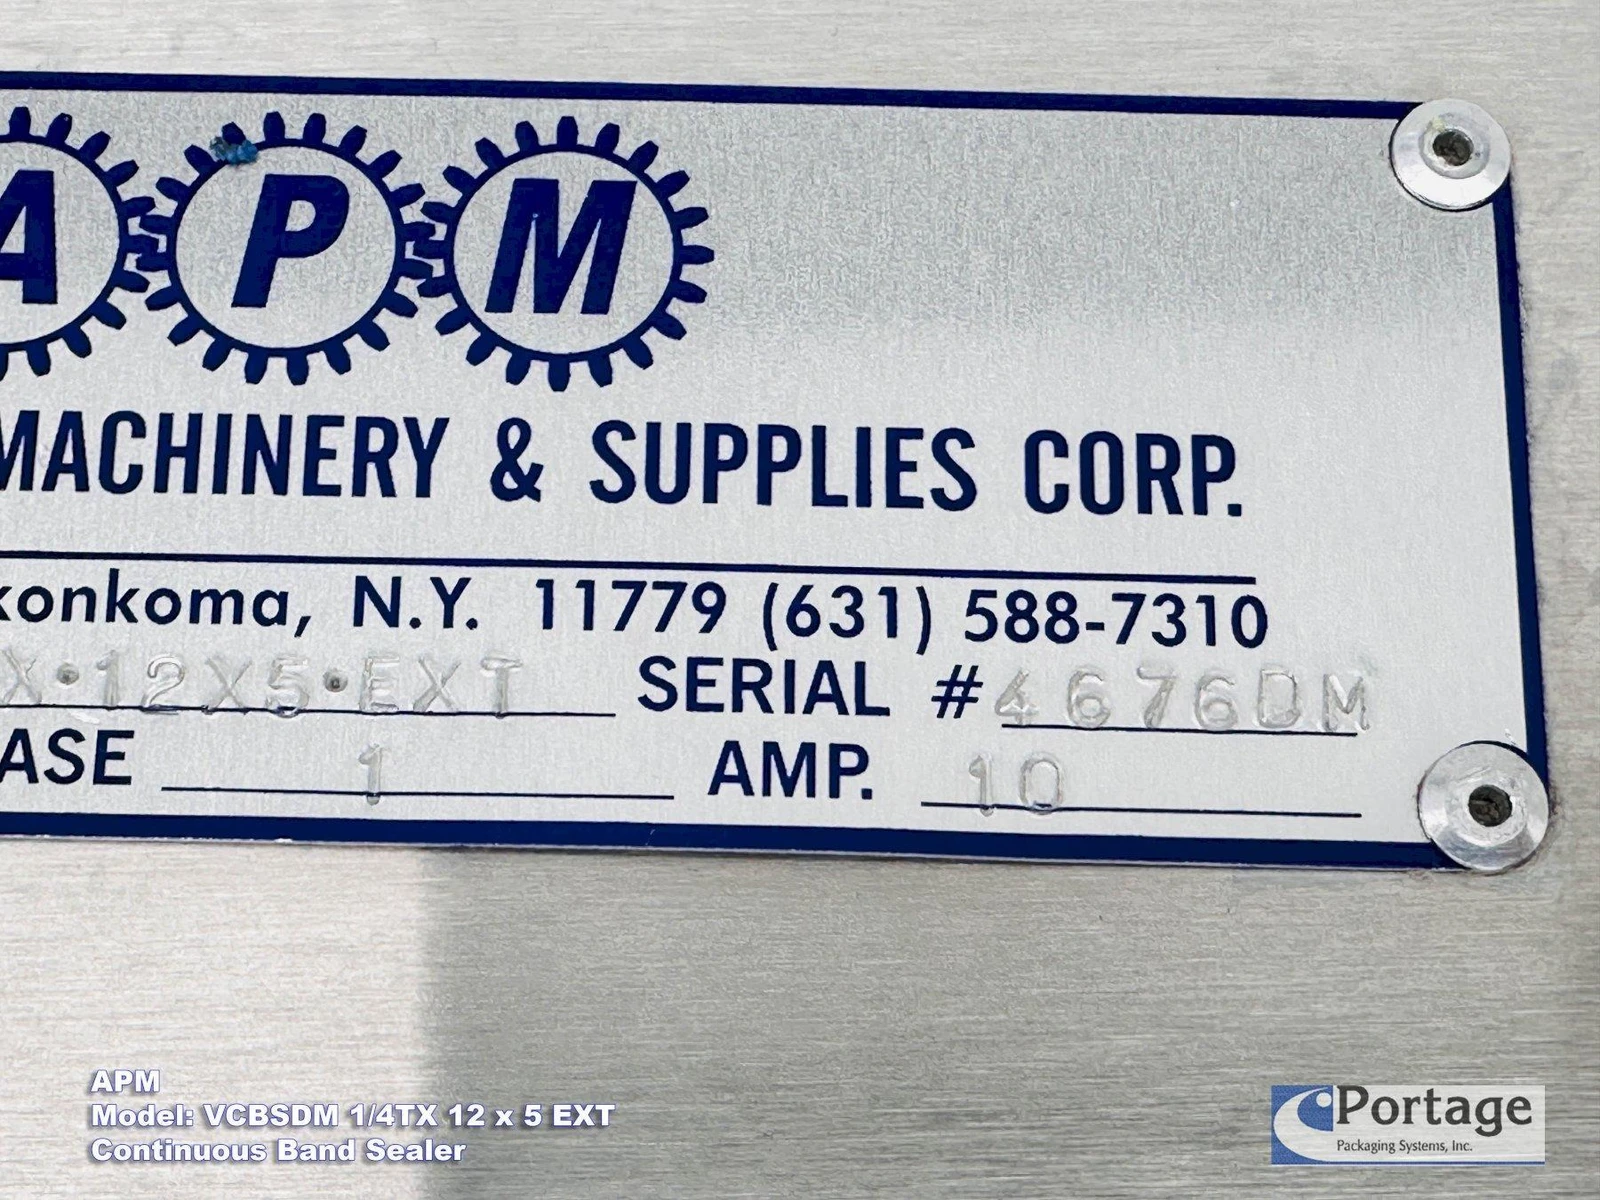 APM
MACHINERY & SUPPLIES CORP.
konkoma, N.Y. 11779 (631) 588-7310
X·12X5·EXT SERIAL #4676DM
ASE 1 AMP. 10
APM
Model: VCBSDM 1/4TX 12 x 5 EXT
Continuous Band Sealer
Portage
Packaging Systems, Inc.